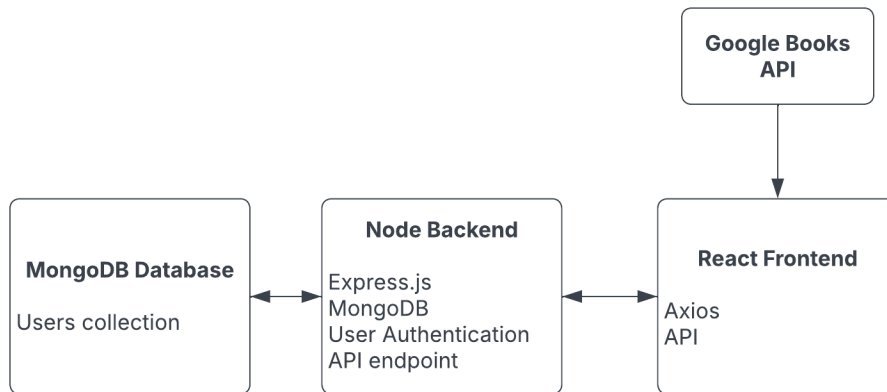 Google Books
API
MongoDB Database
Users collection
Node Backend
Express.js
MongoDB
User Authentication
API endpoint
React Frontend
Axios
API